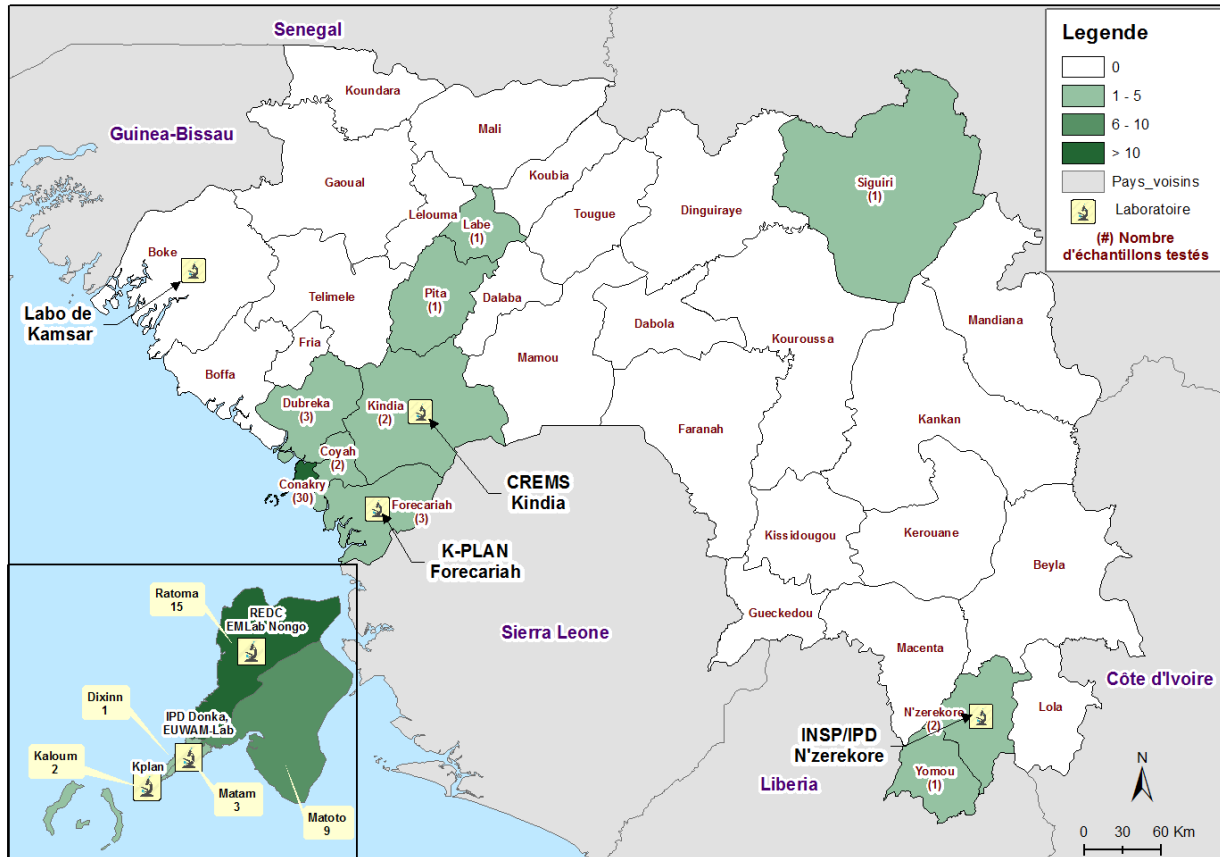 Senegal
Guinea-Bissau
Koundara
Mali
Koubia
Gaoual
Lelouma
Labe
(1)
Tougue
Dinguiraye
Siguiri
(1)
Boke
Labo de
Kamsar
Telimele
Pita
(1)
Dalaba
Dabola
Kouroussa
Mandiana
Fria
Boffa
Mamou
Dubreka
(3)
Kindia
(2)
Coyah
(2)
Conakry
(30)
Forecariah
(3)
CREMS
Kindia
K-PLAN
Forecariah
Faranah
Kankan
Kissidougou
Kerouane
Beyla
Gueckedou
Macenta
Sierra Leone
Côte d'Ivoire
Lola
N'zerekore
(2)
INSP/IPD
N'zerekore
Yomou
(1)
Liberia
Legende
0
1 - 5
6 - 10
> 10
Pays_voisins
Laboratoire
(#) Nombre
d'échantillons testés
Ratoma
15
REDC
EMLab Nongo
Dixinn
1
IPD Donka,
EUWAM-Lab
Kaloum
2
Kplan
Matam
3
Matoto
9
N
0 30 60 Km